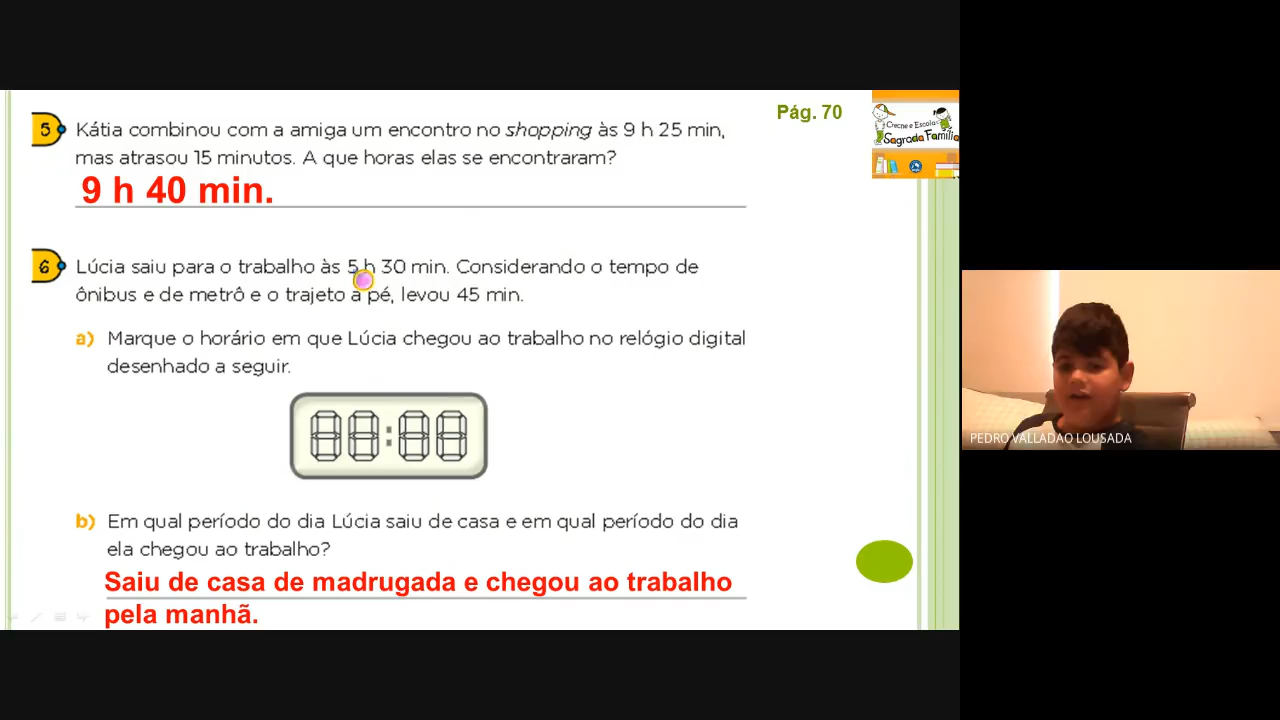 Pág. 70
Creche e Escola
Sagrada Família
5 Kátia combinou com a amiga um encontro no shopping às 9 h 25 min,
mas atrasou 15 minutos. A que horas elas se encontraram?
9 h 40 min.
6 Lúcia saiu para o trabalho às 5 h 30 min. Considerando o tempo de
ônibus e de metrô e o trajeto a pé, levou 45 min.
a) Marque o horário em que Lúcia chegou ao trabalho no relógio digital
desenhado a seguir.
88:88
b) Em qual período do dia Lúcia saiu de casa e em qual período do dia
ela chegou ao trabalho?
Saiu de casa de madrugada e chegou ao trabalho
pela manhã.
PEDRO VALLADAO LOUSADA